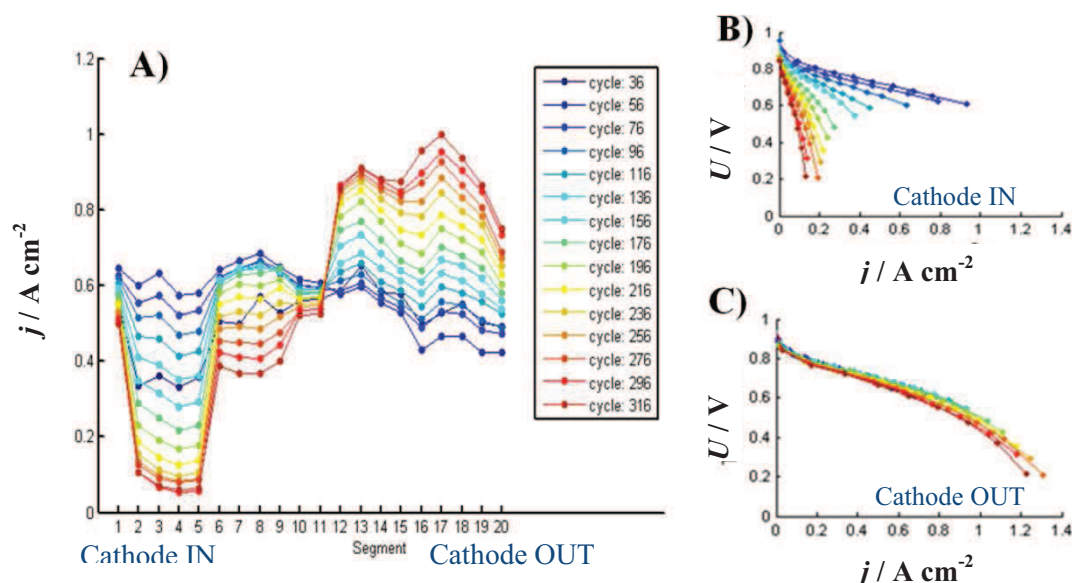 A)
1.2
1
0.8
0.6
0.4
0.2
0
j / A cm-2
1 2 3 4 5 6 7 8 9 10 11 12 13 14 15 16 17 18 19 20
Cathode IN
Segment
Cathode OUT
cycle: 36
cycle: 56
cycle: 76
cycle: 96
cycle: 116
cycle: 136
cycle: 156
cycle: 176
cycle: 196
cycle: 216
cycle: 236
cycle: 256
cycle: 276
cycle: 296
cycle: 316
B)
1
0.8
0.6
0.4
0.2
0
U / V
Cathode IN
0 0.2 0.4 0.6 0.8 1 1.2 1.4
j / A cm-2
C)
1
0.8
0.6
0.4
0.2
0
U / V
Cathode OUT
0 0.2 0.4 0.6 0.8 1 1.2 1.4
j / A cm-2